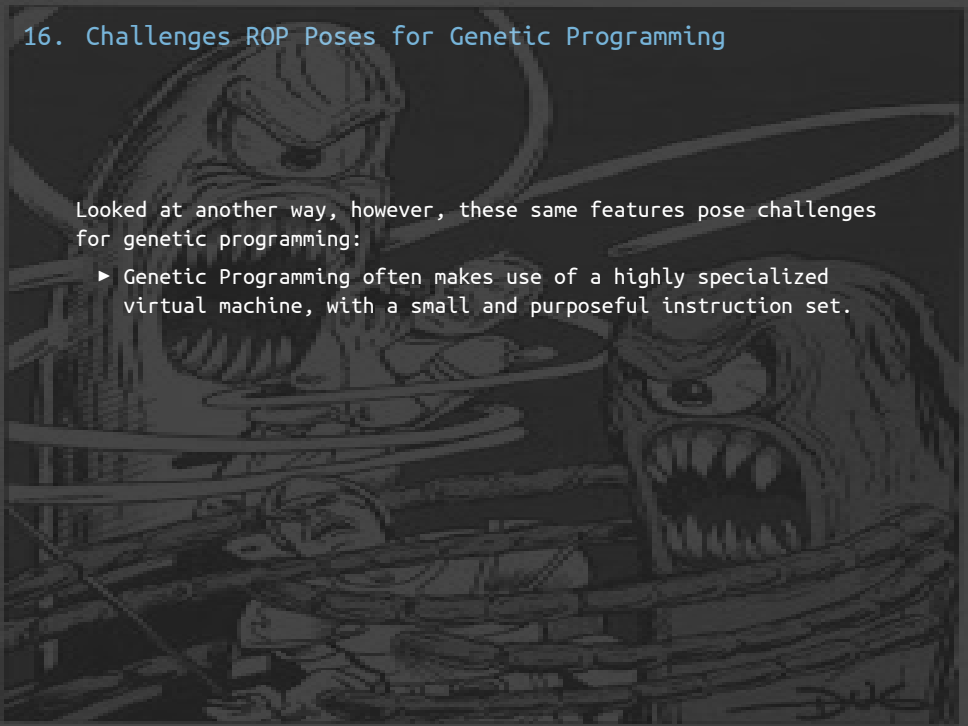 16. Challenges ROP Poses for Genetic Programming
Looked at another way, however, these same features pose challenges
for genetic programming:
▶ Genetic Programming often makes use of a highly specialized
virtual machine, with a small and purposeful instruction set.